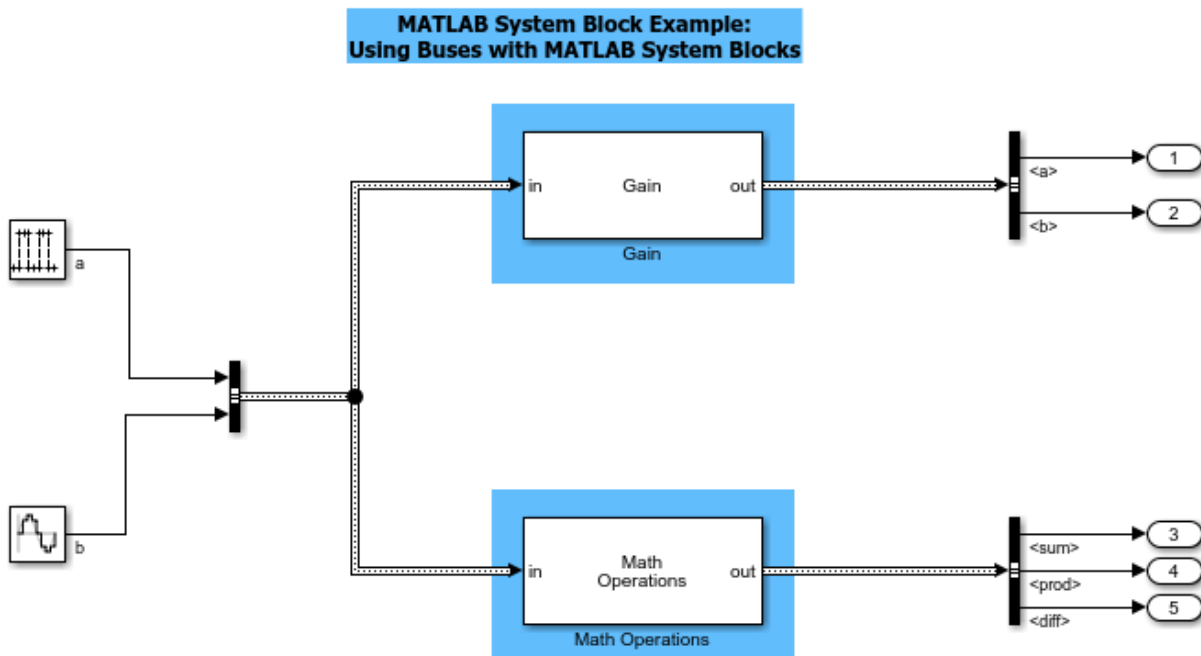 MATLAB System Block Example:
Using Buses with MATLAB System Blocks
in
Gain
out
Gain
<a>
1
<b>
2
a
b
in
Math
Operations
out
Math Operations
<sum>
3
<prod>
4
<diff>
5